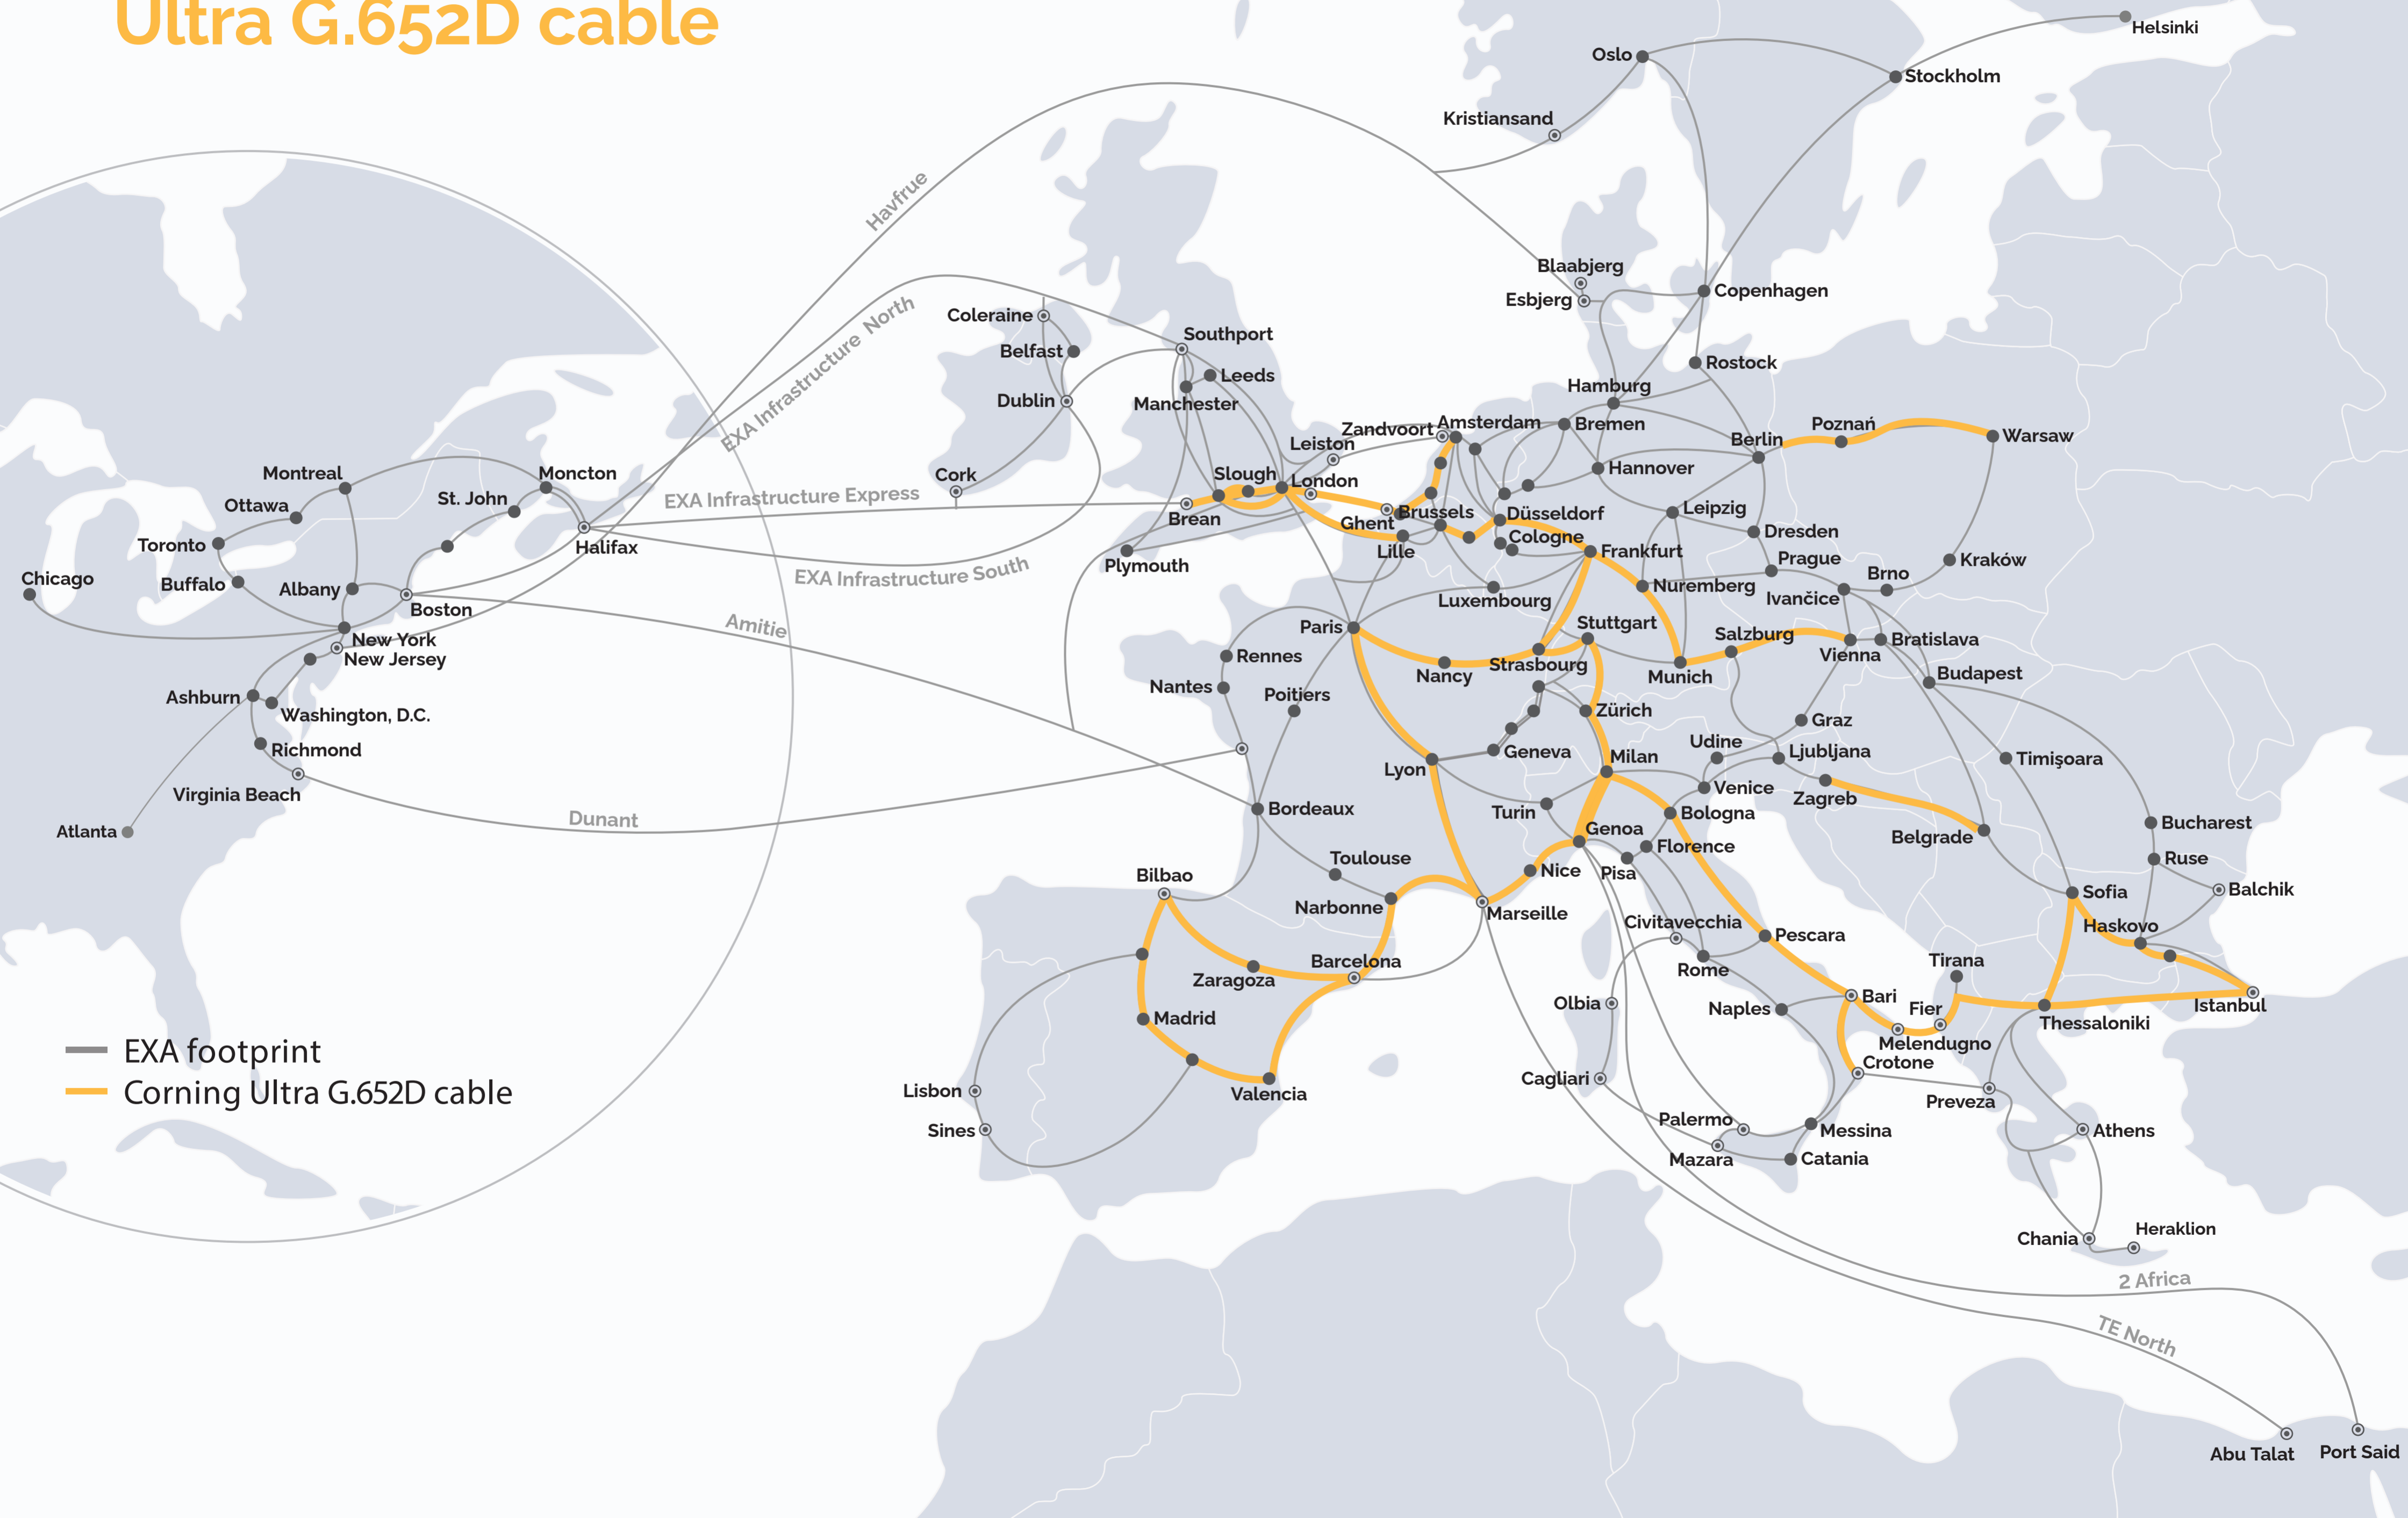 Ultra G.652D cable
Helsinki
Oslo
Stockholm
Kristiansand
Havfrue
Blaabjerg
Esbjerg
Copenhagen
EXA Infrastructure North
Coleraine
Southport
Belfast
Rostock
Leeds
Hamburg
Dublin
Manchester
Zandvoort
Amsterdam
Bremen
Poznań
Warsaw
Leiston
Berlin
Montreal
Moncton
Cork
Slough
London
Hannover
St. John
EXA Infrastructure Express
Ottawa
Brean
Ghent
Brussels
Düsseldorf
Leipzig
Toronto
Halifax
Lille
Cologne
Dresden
Frankfurt
Prague
Kraków
Chicago
Buffalo
Albany
EXA Infrastructure South
Plymouth
Nuremberg
Brno
Ivančice
Boston
Luxembourg
Amitie
Paris
Stuttgart
Salzburg
New York
New Jersey
Rennes
Strasbourg
Vienna
Bratislava
Nancy
Munich
Budapest
Ashburn
Nantes
Poitiers
Washington, D.C.
Zürich
Graz
Richmond
Geneva
Udine
Ljubljana
Timişoara
Lyon
Milan
Virginia Beach
Venice
Zagreb
Dunant
Bordeaux
Turin
Bologna
Bucharest
Atlanta
Genoa
Belgrade
Florence
Toulouse
Ruse
Bilbao
Nice
Pisa
Balchik
Sofia
Narbonne
Marseille
Civitavecchia
Haskovo
Pescara
Barcelona
Rome
Tirana
Zaragoza
Olbia
Naples
Bari
Fier
Istanbul
Madrid
Thessaloniki
EXA footprint
Melendugno
Crotone
Cagliari
Corning Ultra G.652D cable
Lisbon
Valencia
Preveza
Palermo
Sines
Messina
Athens
Mazara
Catania
Chania
Heraklion
2 Africa
TE North
Abu Talat
Port Said